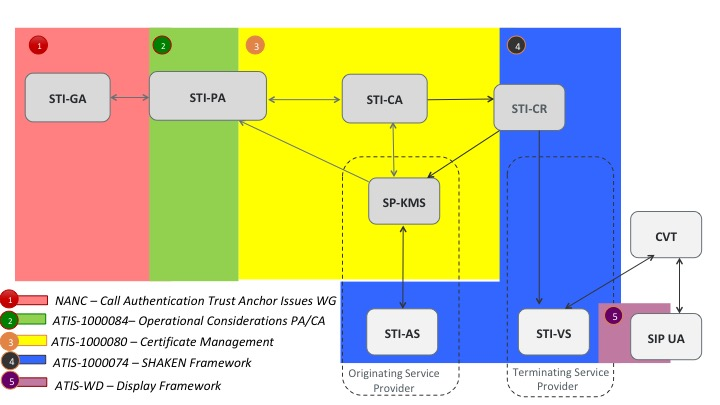 1
2
3
4
STI-GA
STI-PA
STI-CA
STI-CR
SP-KMS
CVT
STI-AS
STI-VS
5
SIP UA
Originating Service
Provider
Terminating Service
Provider
1 NANC – Call Authentication Trust Anchor Issues WG
2 ATIS-1000084– Operational Considerations PA/CA
3 ATIS-1000080 – Certificate Management
4 ATIS-1000074 – SHAKEN Framework
5 ATIS-WD – Display Framework